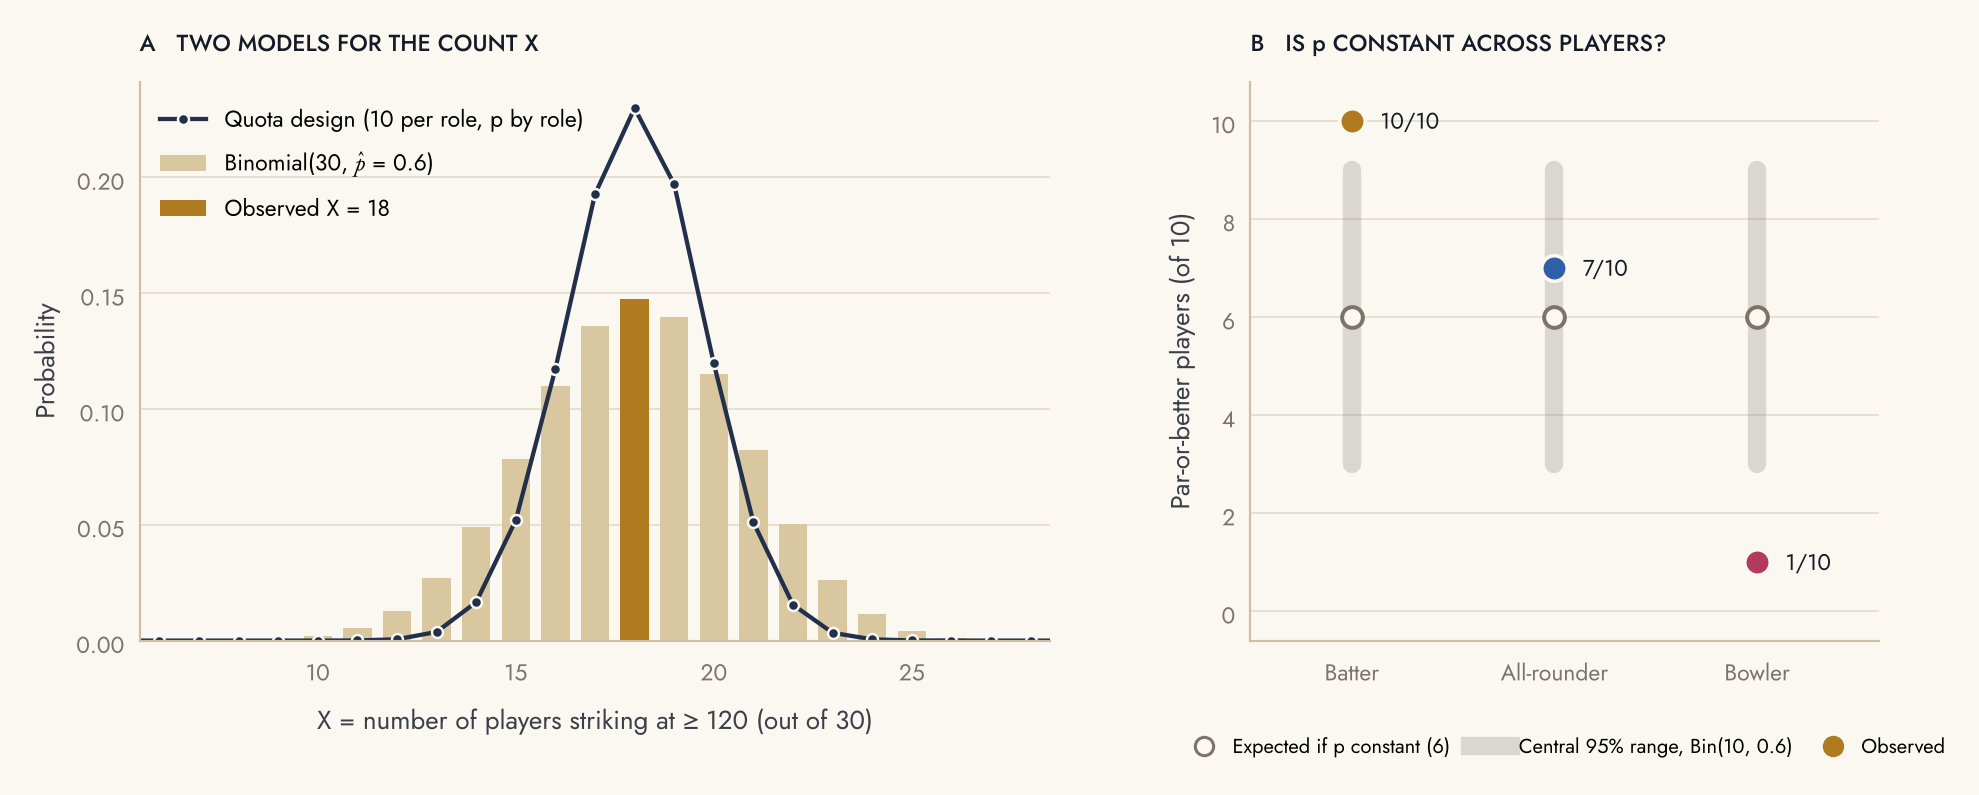 A TWO MODELS FOR THE COUNT X
Quota design (10 per role, p by role)
Binomial(30, p̂ = 0.6)
Observed X = 18
Probability
0.20
0.15
0.10
0.05
0.00
10
15
20
25
X = number of players striking at ≥ 120 (out of 30)
B IS p CONSTANT ACROSS PLAYERS?
Par-or-better players (of 10)
10
8
6
4
2
0
10/10
7/10
1/10
Batter
All-rounder
Bowler
Expected if p constant (6)
Central 95% range, Bin(10, 0.6)
Observed